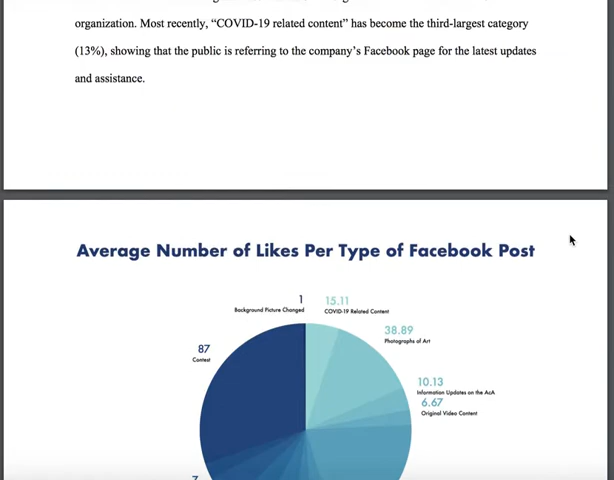 organization. Most recently, “COVID-19 related content” has become the third-largest category
(13%), showing that the public is referring to the company’s Facebook page for the latest updates
and assistance.
Average Number of Likes Per Type of Facebook Post
1
Background Picture Changed
15.11
COVID-19 Related Content
38.89
Photographs of Art
87
Contest
10.13
Information Updates on the AcA
6.67
Original Video Content
7